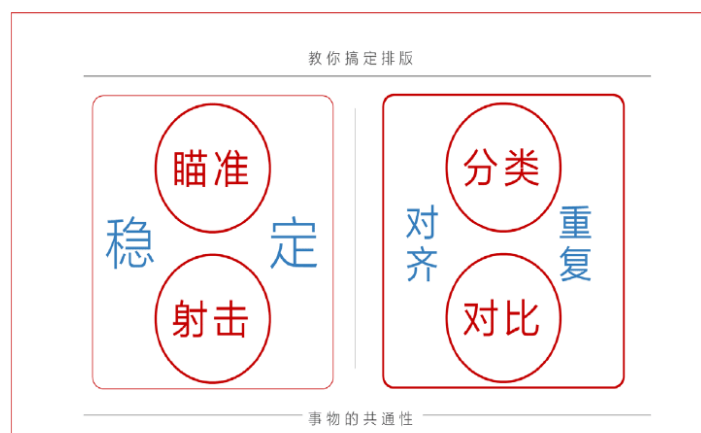 教你搞定排版
瞄准
稳定
射击
分类
对齐
重复
对比
事物的共通性